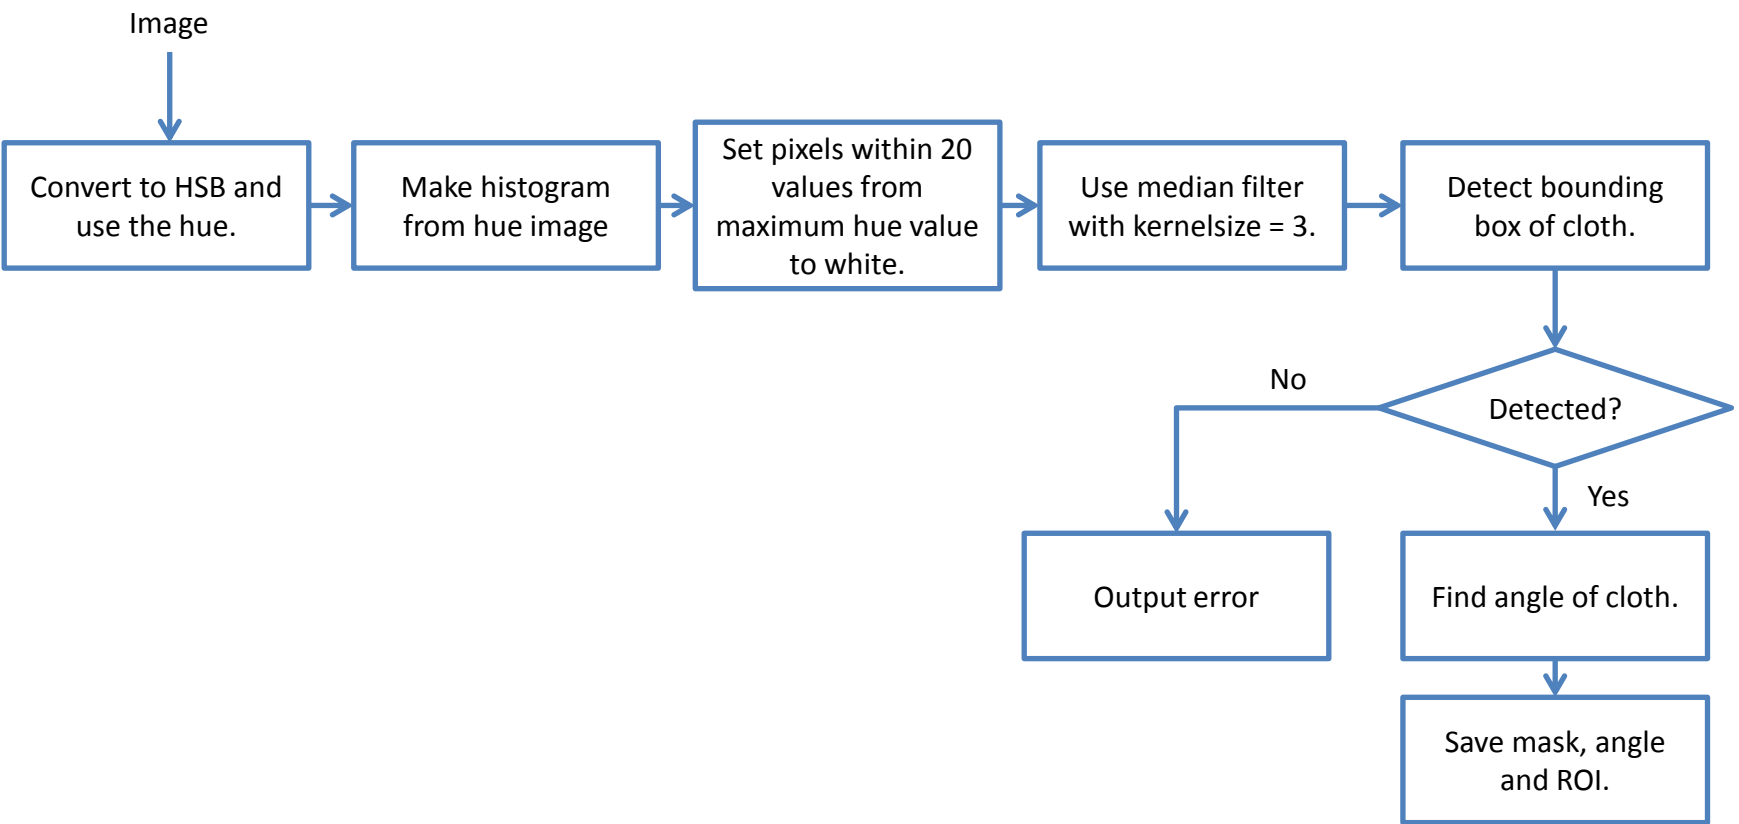 Image
Convert to HSB and
use the hue.
Make histogram
from hue image
Set pixels within 20
values from
maximum hue value
to white.
Use median filter
with kernelsize = 3.
Detect bounding
box of cloth.
Detected?
No
Yes
Output error
Find angle of cloth.
Save mask, angle
and ROI.